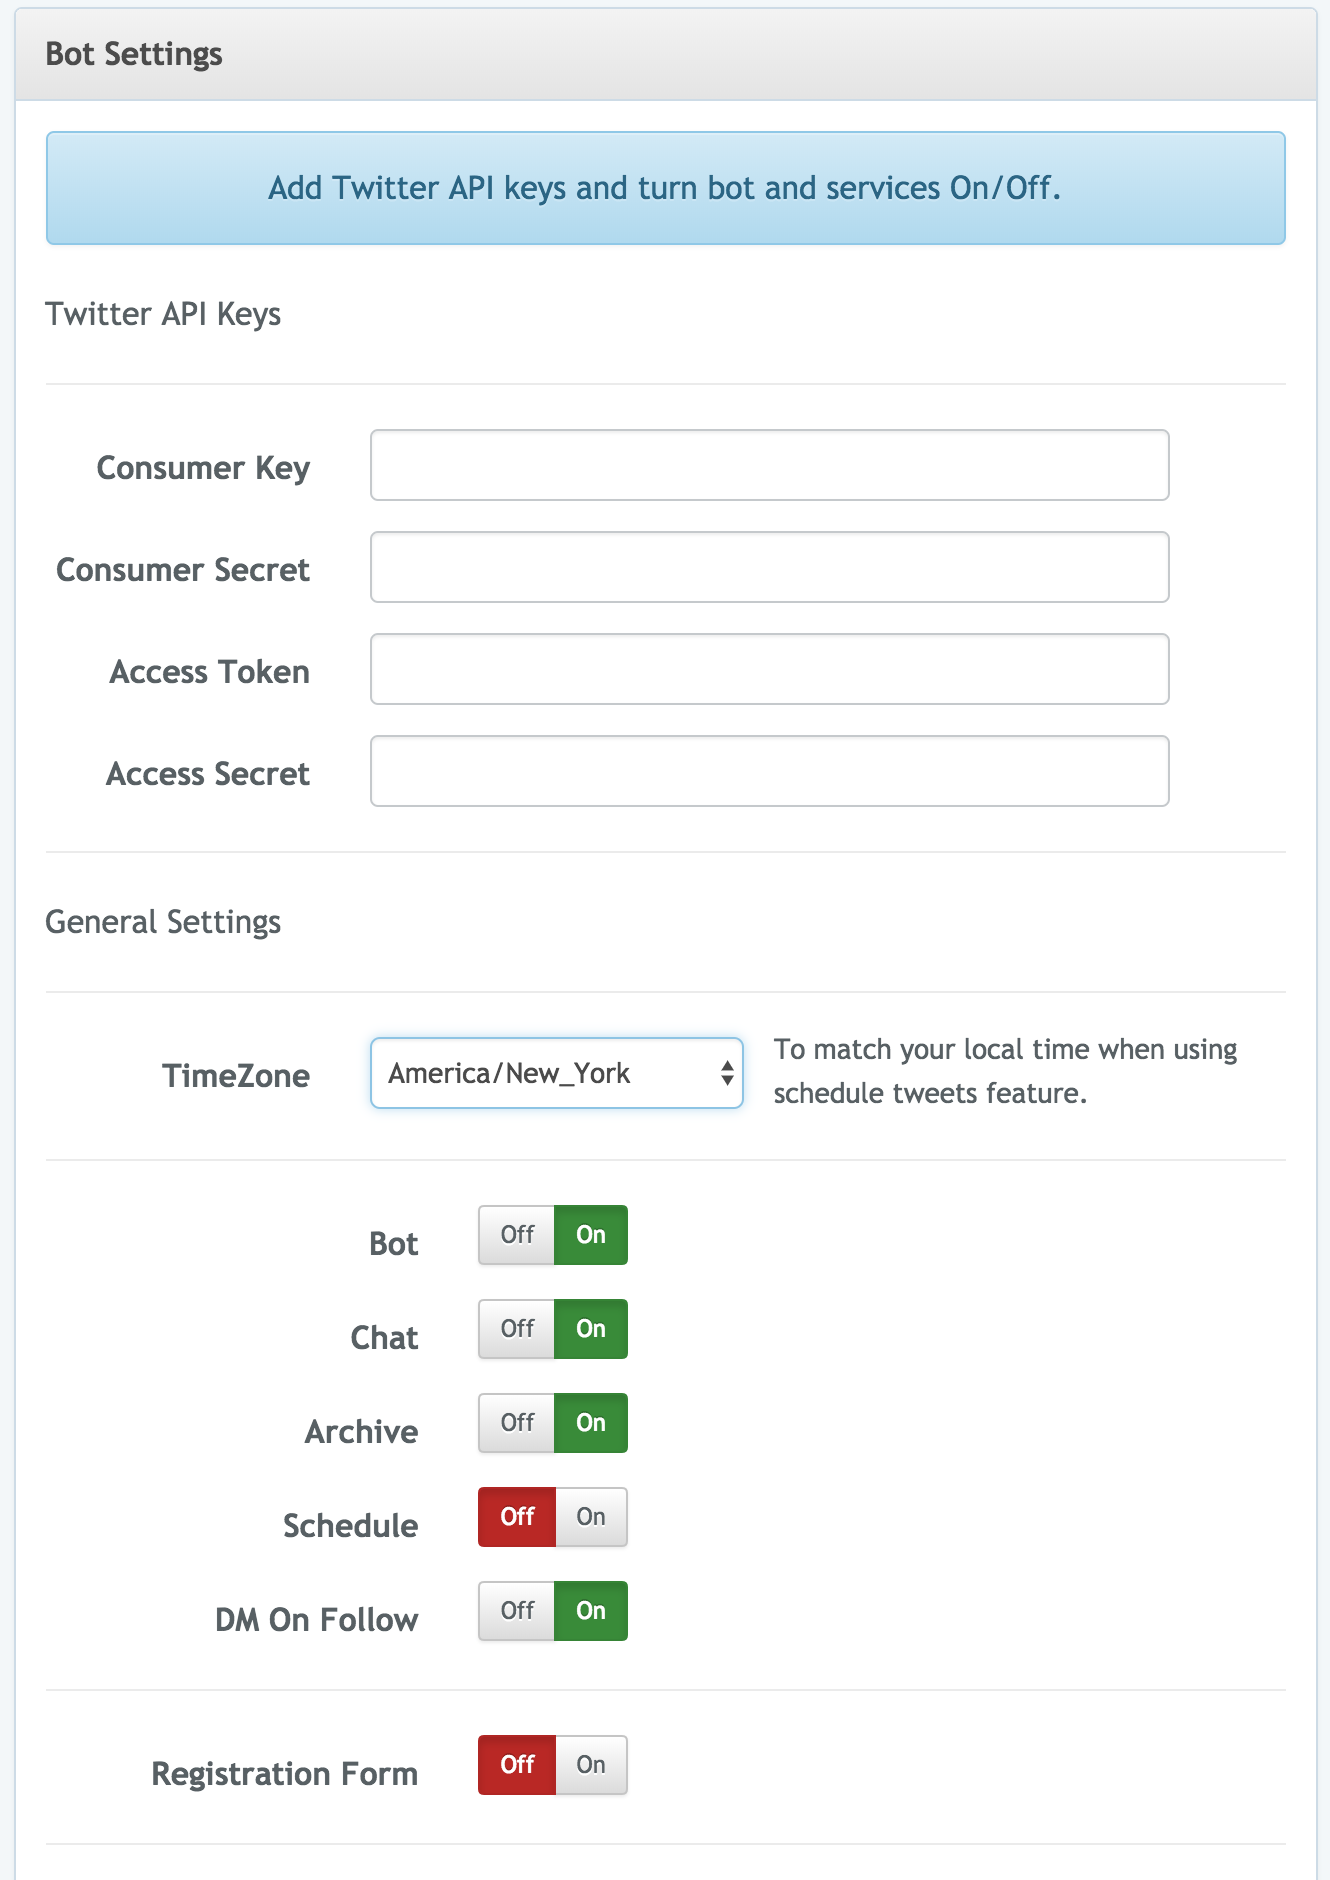 Bot Settings
Add Twitter API keys and turn bot and services On/Off.
Twitter API Keys
Consumer Key
Consumer Secret
Access Token
Access Secret
General Settings
TimeZone America/New_York To match your local time when using
schedule tweets feature.
Bot Off On
Chat Off On
Archive Off On
Schedule Off On
DM On Follow Off On
Registration Form Off On